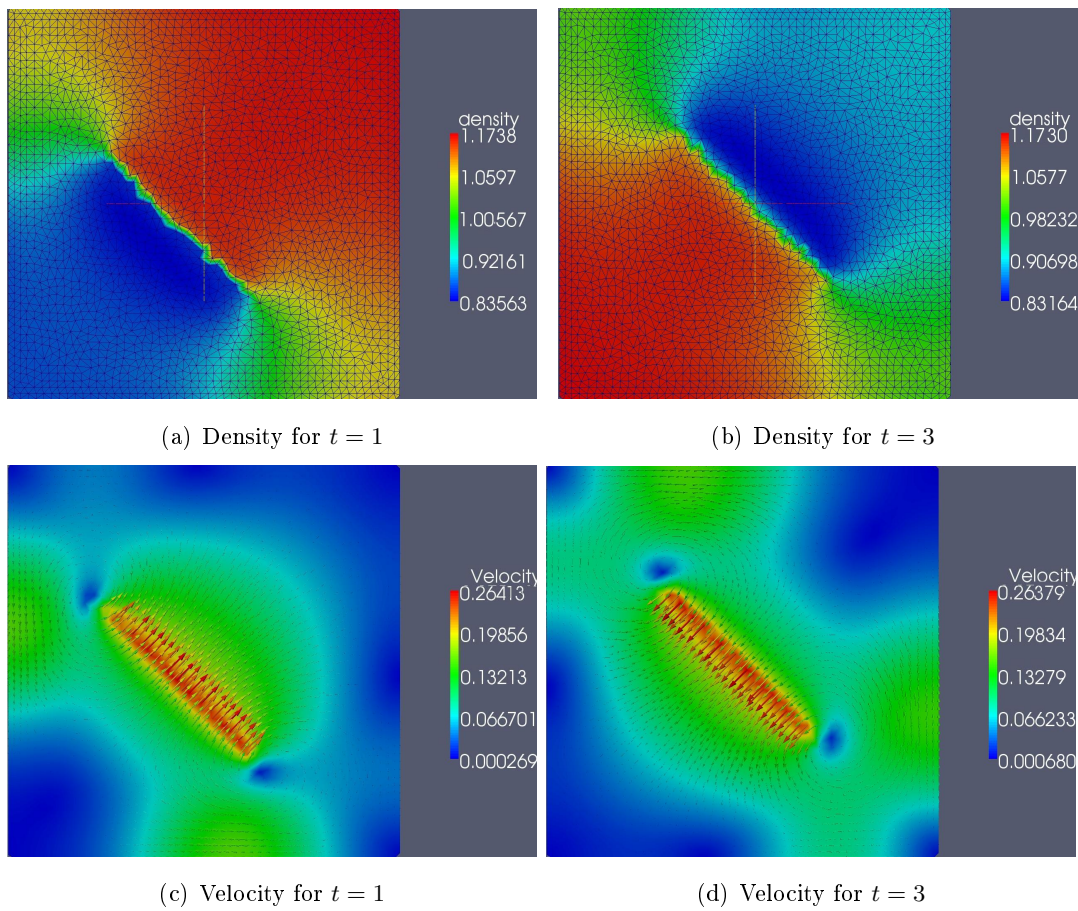 density
1.1738
1.0597
1.00567
0.92161
0.83563
density
1.1730
1.0577
0.98232
0.90698
0.83164
(a) Density for t = 1
(b) Density for t = 3
Velocity
0.26413
0.19856
0.13213
0.066701
0.000269
Velocity
0.26379
0.19834
0.13279
0.066233
0.000680
(c) Velocity for t = 1
(d) Velocity for t = 3